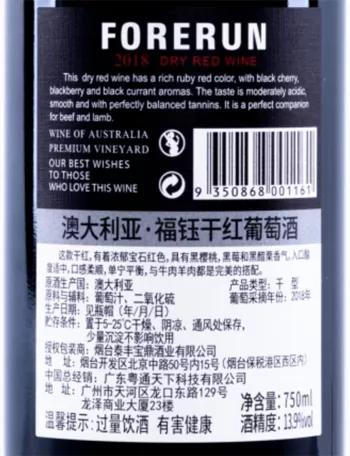 FORERUN
2018 DRY RED WINE
This dry red wine has a rich ruby red color, with black cherry,
blackberry and black currant aromas. The taste is moderately acidic,
smooth and with perfectly balanced tannins. It is a perfect companion
for beef and lamb.
WINE OF AUSTRALIA
PREMIUM VINEYARD
OUR BEST WISHES
TO THOSE
WHO LOVE THIS WINE
9 350868 001161
澳大利亚·福钰干红葡萄酒
这款干红,有着浓郁宝石红色,具有黑樱桃,黑莓和黑醋栗香气,入口酸
度适中,口感柔顺,单宁平衡,与牛肉羊肉都是完美的搭配。
原酒生产国:澳大利亚 产品类型:干 型
原料与辅料:葡萄汁、二氧化硫 葡萄采摘年份:2018年
生产日期:见瓶帽(年/月/日)
贮存条件:置于5-25℃干燥、阴凉、通风处保存,
少量沉淀不影响饮用
授权包装商:烟台泰丰宝鼎酒业有限公司
地 址:烟台开发区北京中路50号内15号(烟台保税港区西区内)
中国总经销:广东粤通天下科技有限公司
地 址:广州市天河区龙口东路129号
龙泽商业大厦23楼
净含量:750ml
温馨提示:过量饮酒 有害健康 酒精度:13.9%vol